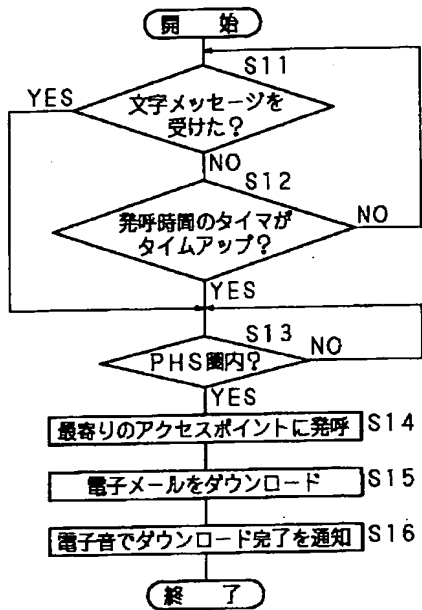 開 始
S11
YES
文字メッセージを
受けた?
NO
S12
発呼時間のタイマが
タイムアップ?
NO
YES
S13
PHS圏内?
NO
YES
最寄りのアクセスポイントに発呼
S14
電子メールをダウンロード
S15
電子音でダウンロード完了を通知
S16
終 了